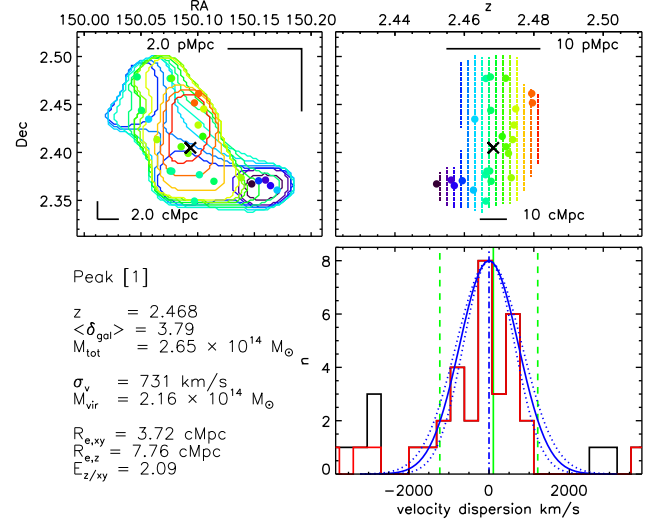 RA
150.00 150.05 150.10 150.15 150.20
z
2.44 2.46 2.48 2.50
Dec
2.50
2.45
2.40
2.35
2.0 pMpc
2.0 cMpc
10 pMpc
10 cMpc
Peak [1]
z = 2.468
<δgal> = 3.79
Mtot = 2.65 × 10^14 M⊙
σv = 731 km/s
Mvir = 2.16 × 10^14 M⊙
Re,xy = 3.72 cMpc
Re,z = 7.76 cMpc
Ez/xy = 2.09
n
8
6
4
2
0
−2000 0 2000
velocity dispersion km/s